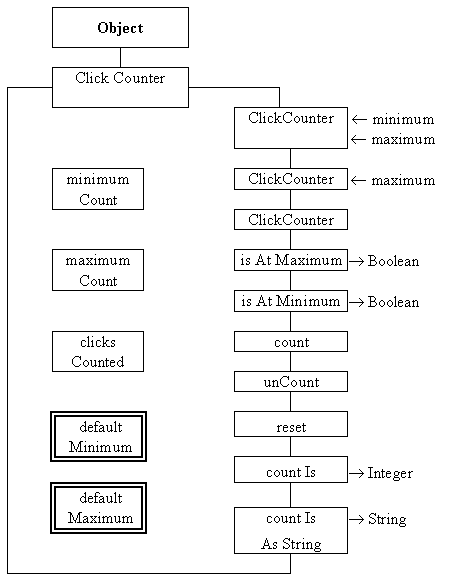 Object
Click Counter
ClickCounter ← minimum
← maximum
minimum
Count
ClickCounter ← maximum
ClickCounter
maximum
Count
is At Maximum → Boolean
is At Minimum → Boolean
clicks
Counted
count
unCount
default
Minimum
reset
count Is → Integer
default
Maximum
count Is → String
As String